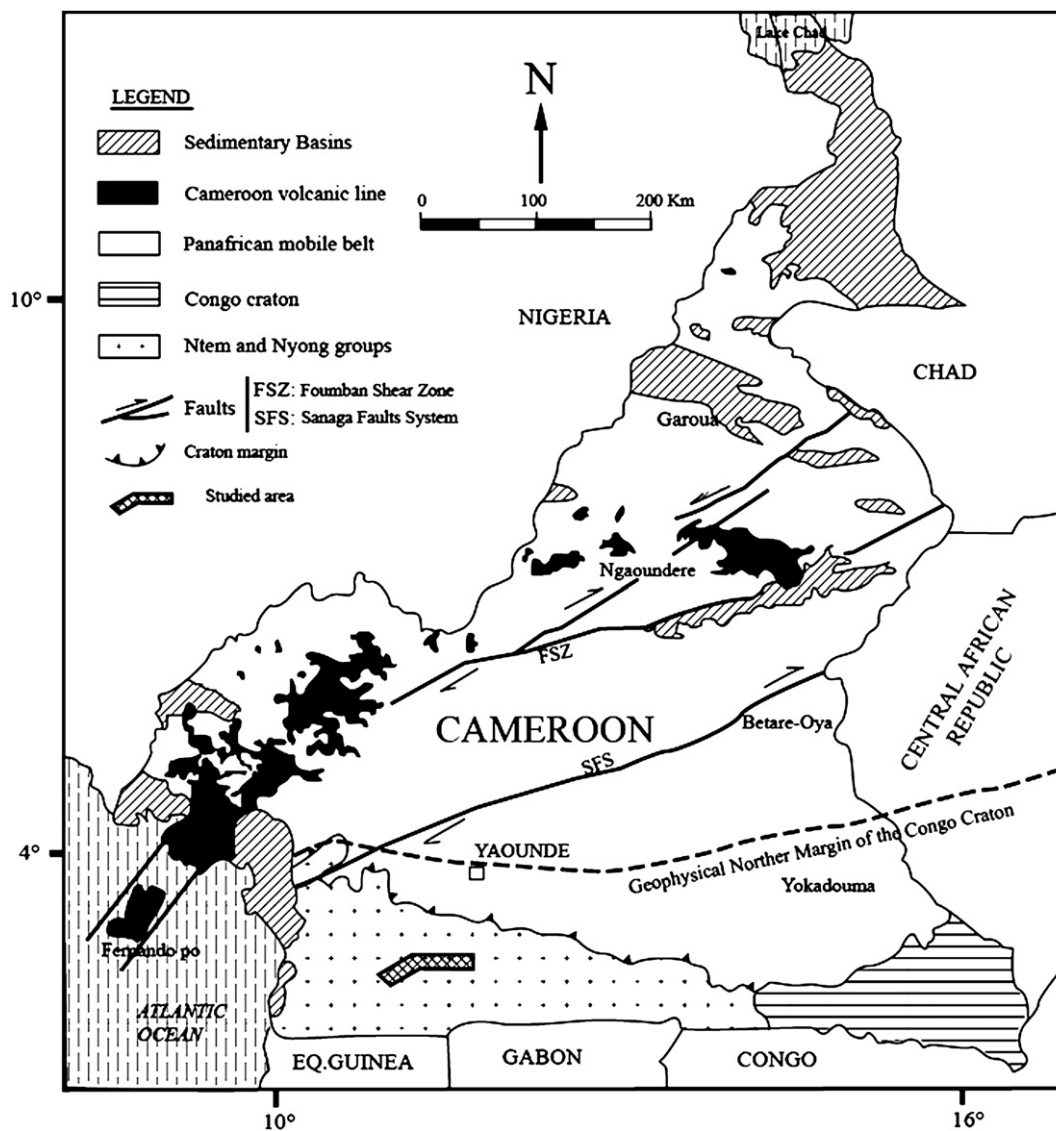 Lake Chad
N
LEGEND
Sedimentary Basins
Cameroon volcanic line
Panafrican mobile belt
Congo craton
Ntem and Nyong groups
Faults
FSZ: Foumban Shear Zone
SFS: Sanaga Faults System
Craton margin
Studied area
0 100 200 Km
10°
NIGERIA
CHAD
Garoua
Ngaoundere
FSZ
CENTRAL AFRICAN
REPUBLIC
CAMEROON
Betare-Oya
SFS
4°
YAOUNDE
Geophysical Norther Margin of the Congo Craton
Yokadouma
Fernando po
ATLANTIC
OCEAN
EQ.GUINEA
GABON
CONGO
10°
16°